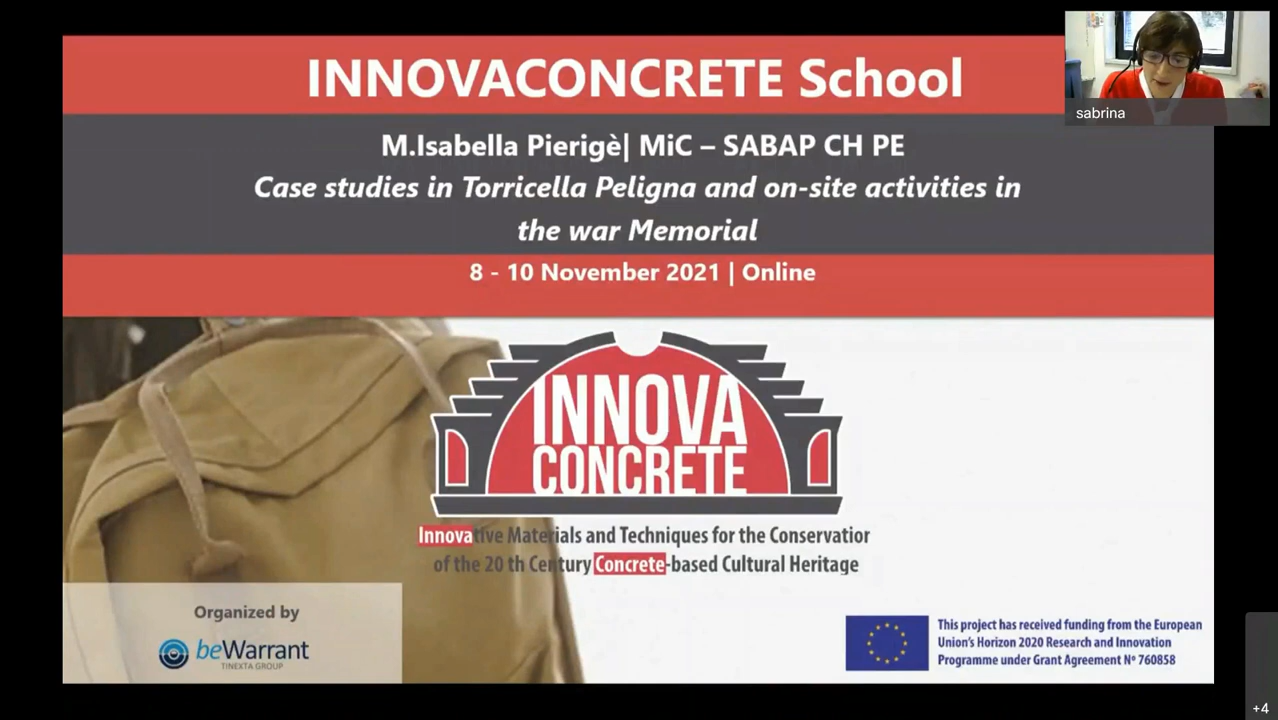 INNOVACONCRETE School
sabrina
M.Isabella Pierigè| MiC – SABAP CH PE
Case studies in Torricella Peligna and on-site activities in
the war Memorial
8 - 10 November 2021 | Online
INNOVA
CONCRETE
Innovative Materials and Techniques for the Conservation
of the 20 th Century Concrete-based Cultural Heritage
Organized by
beWarrant
TINEXTA GROUP
This project has received funding from the European
Union's Horizon 2020 Research and Innovation
Programme under Grant Agreement Nº 760858
+4